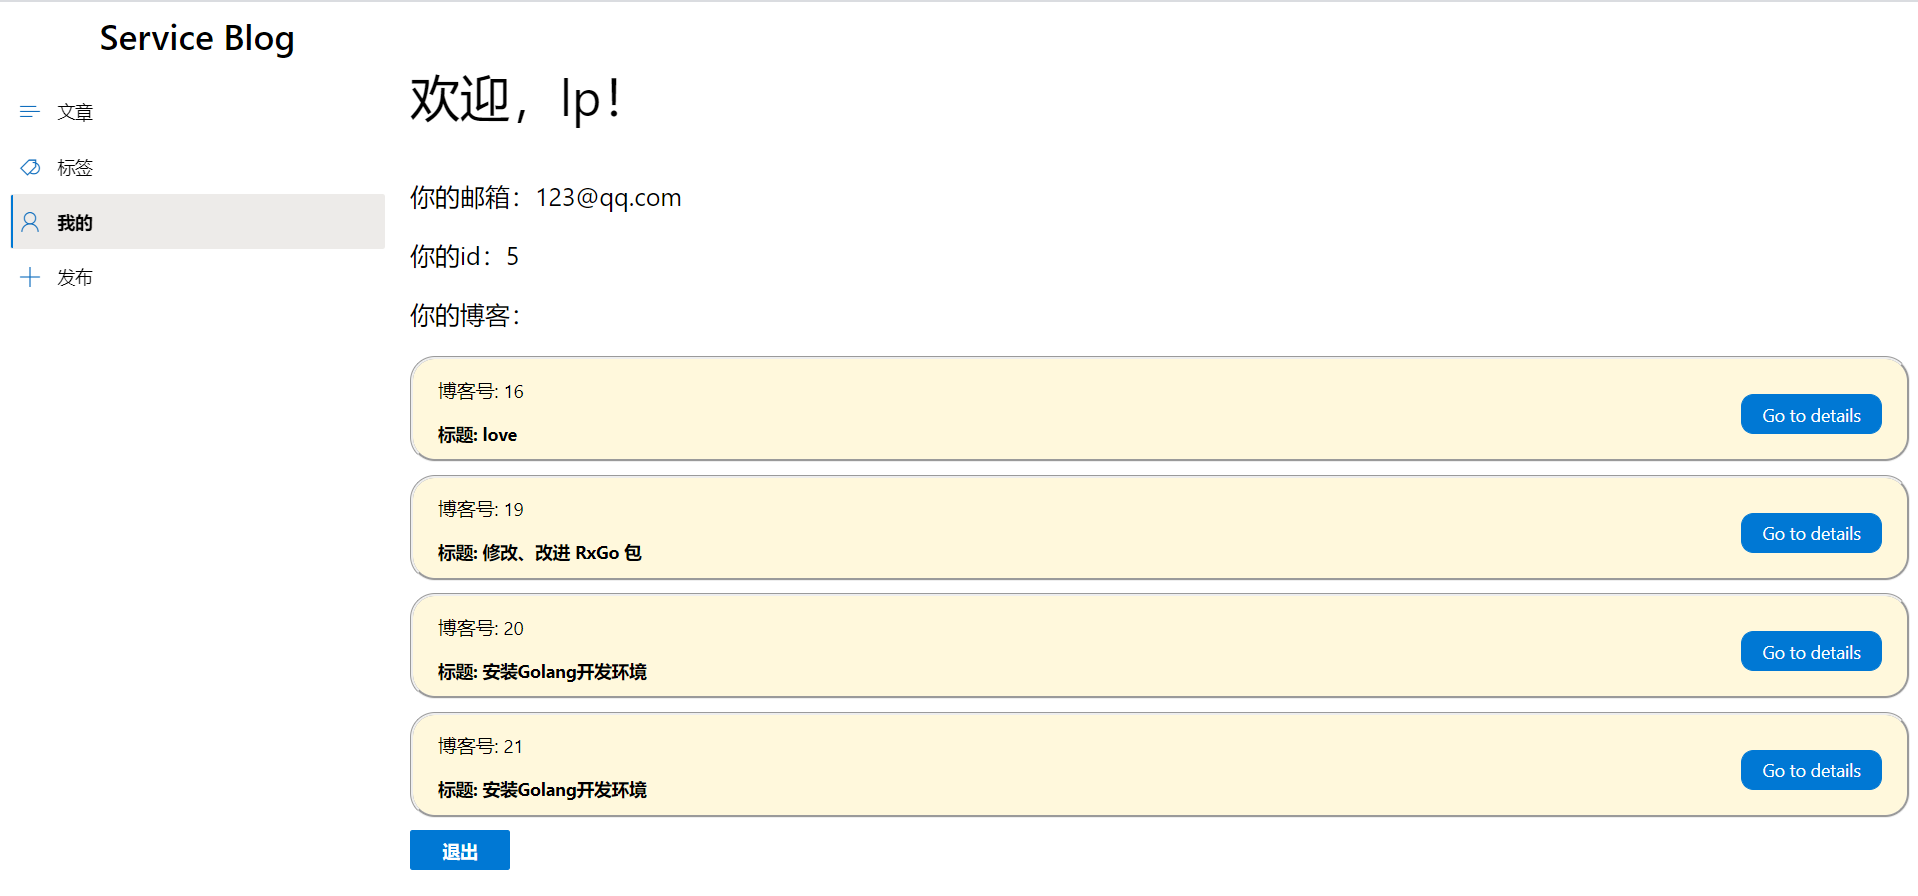 Service Blog
文章
标签
我的
发布
欢迎，lp！
你的邮箱：123@qq.com
你的id：5
你的博客：
博客号: 16
标题: love
Go to details
博客号: 19
标题: 修改、改进 RxGo 包
Go to details
博客号: 20
标题: 安装Golang开发环境
Go to details
博客号: 21
标题: 安装Golang开发环境
Go to details
退出